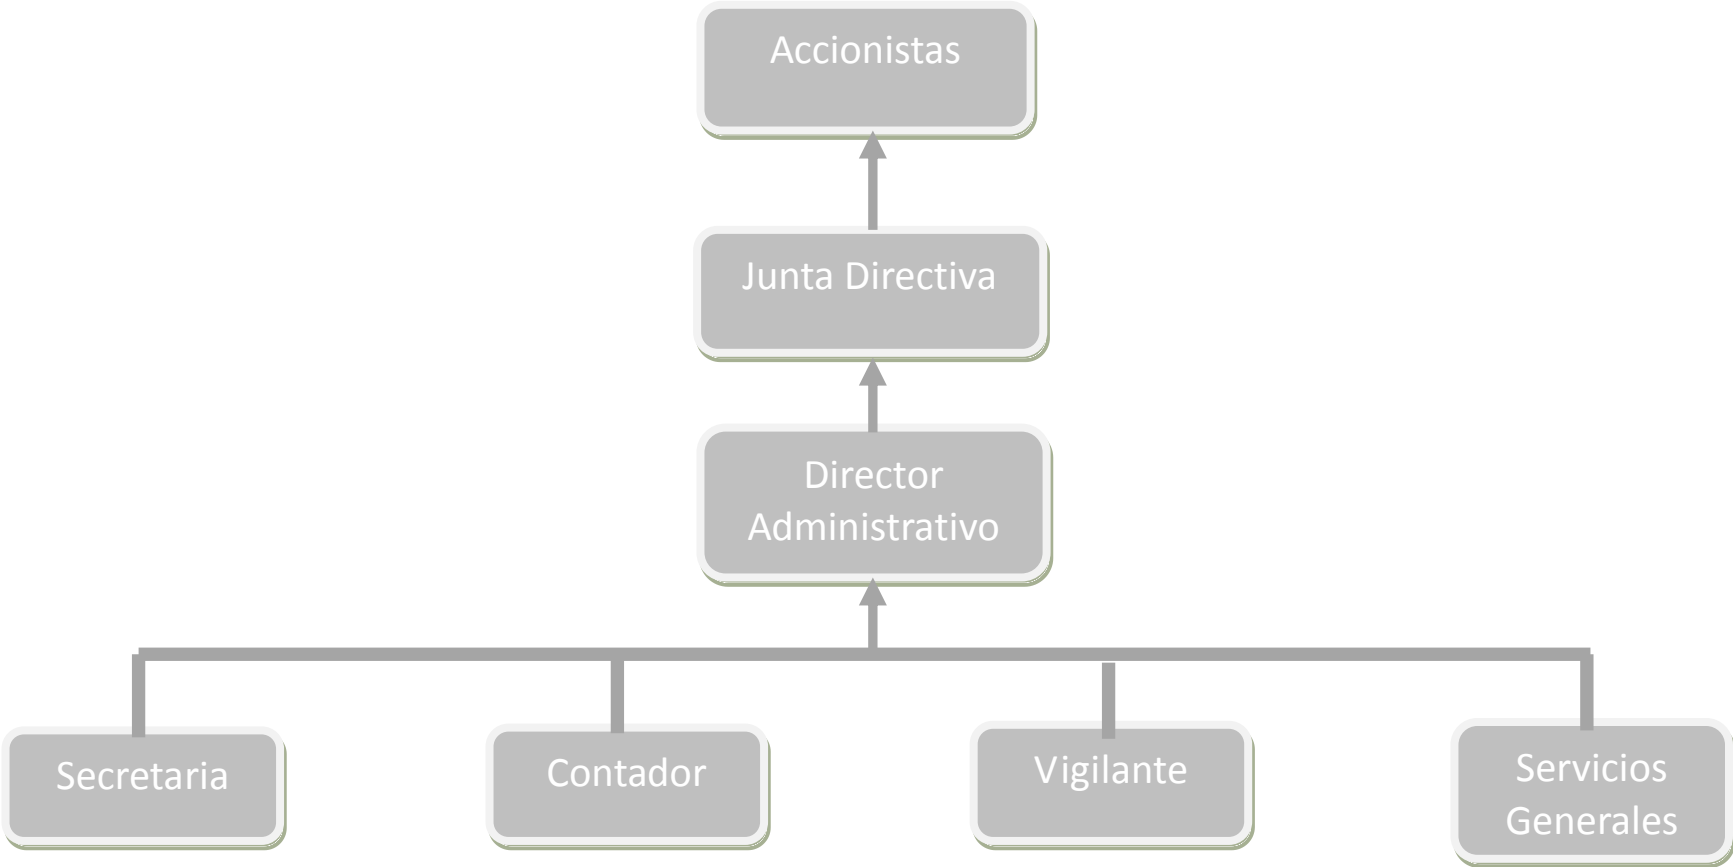 Accionistas
Junta Directiva
Director
Administrativo
Secretaria
Contador
Vigilante
Servicios
Generales